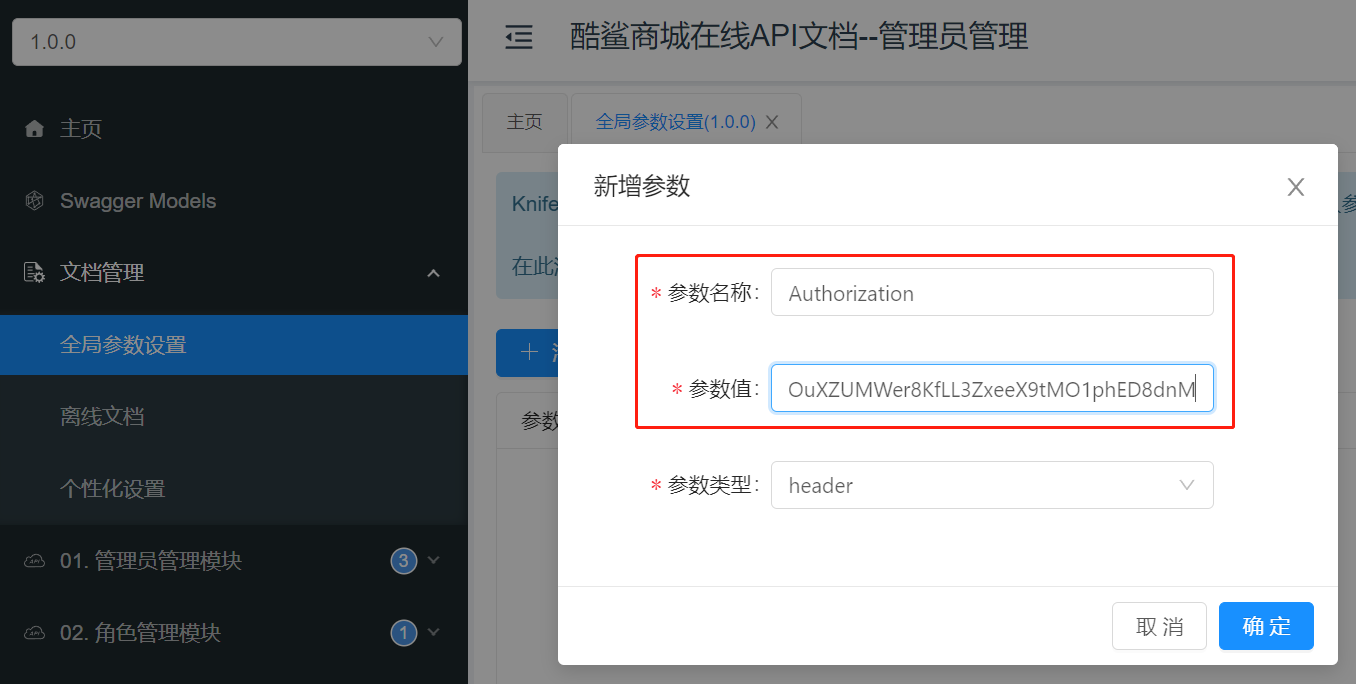 1.0.0
主页
Swagger Models
文档管理
全局参数设置
离线文档
个性化设置
01. 管理员管理模块 3
02. 角色管理模块 1
酷鲨商城在线API文档--管理员管理
主页 全局参数设置(1.0.0)
Knife
在此
参数
新增参数
* 参数名称: Authorization
* 参数值: OuXZUMWer8KfLL3ZxeeX9tMO1phED8dnM
* 参数类型: header
取 消 确 定